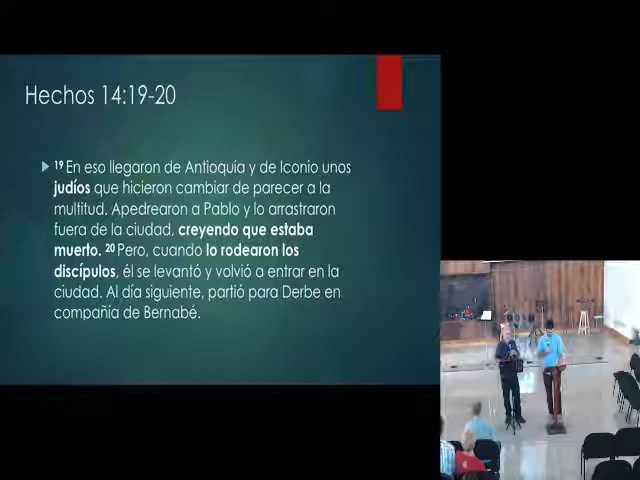 Hechos 14:19-20
19 En eso llegaron de Antioquía y de Iconio unos
judíos que hicieron cambiar de parecer a la
multitud. Apedrearon a Pablo y lo arrastraron
fuera de la ciudad, creyendo que estaba
muerto. 20 Pero, cuando lo rodearon los
discípulos, él se levantó y volvió a entrar en la
ciudad. Al día siguiente, partió para Derbe en
compañía de Bernabé.